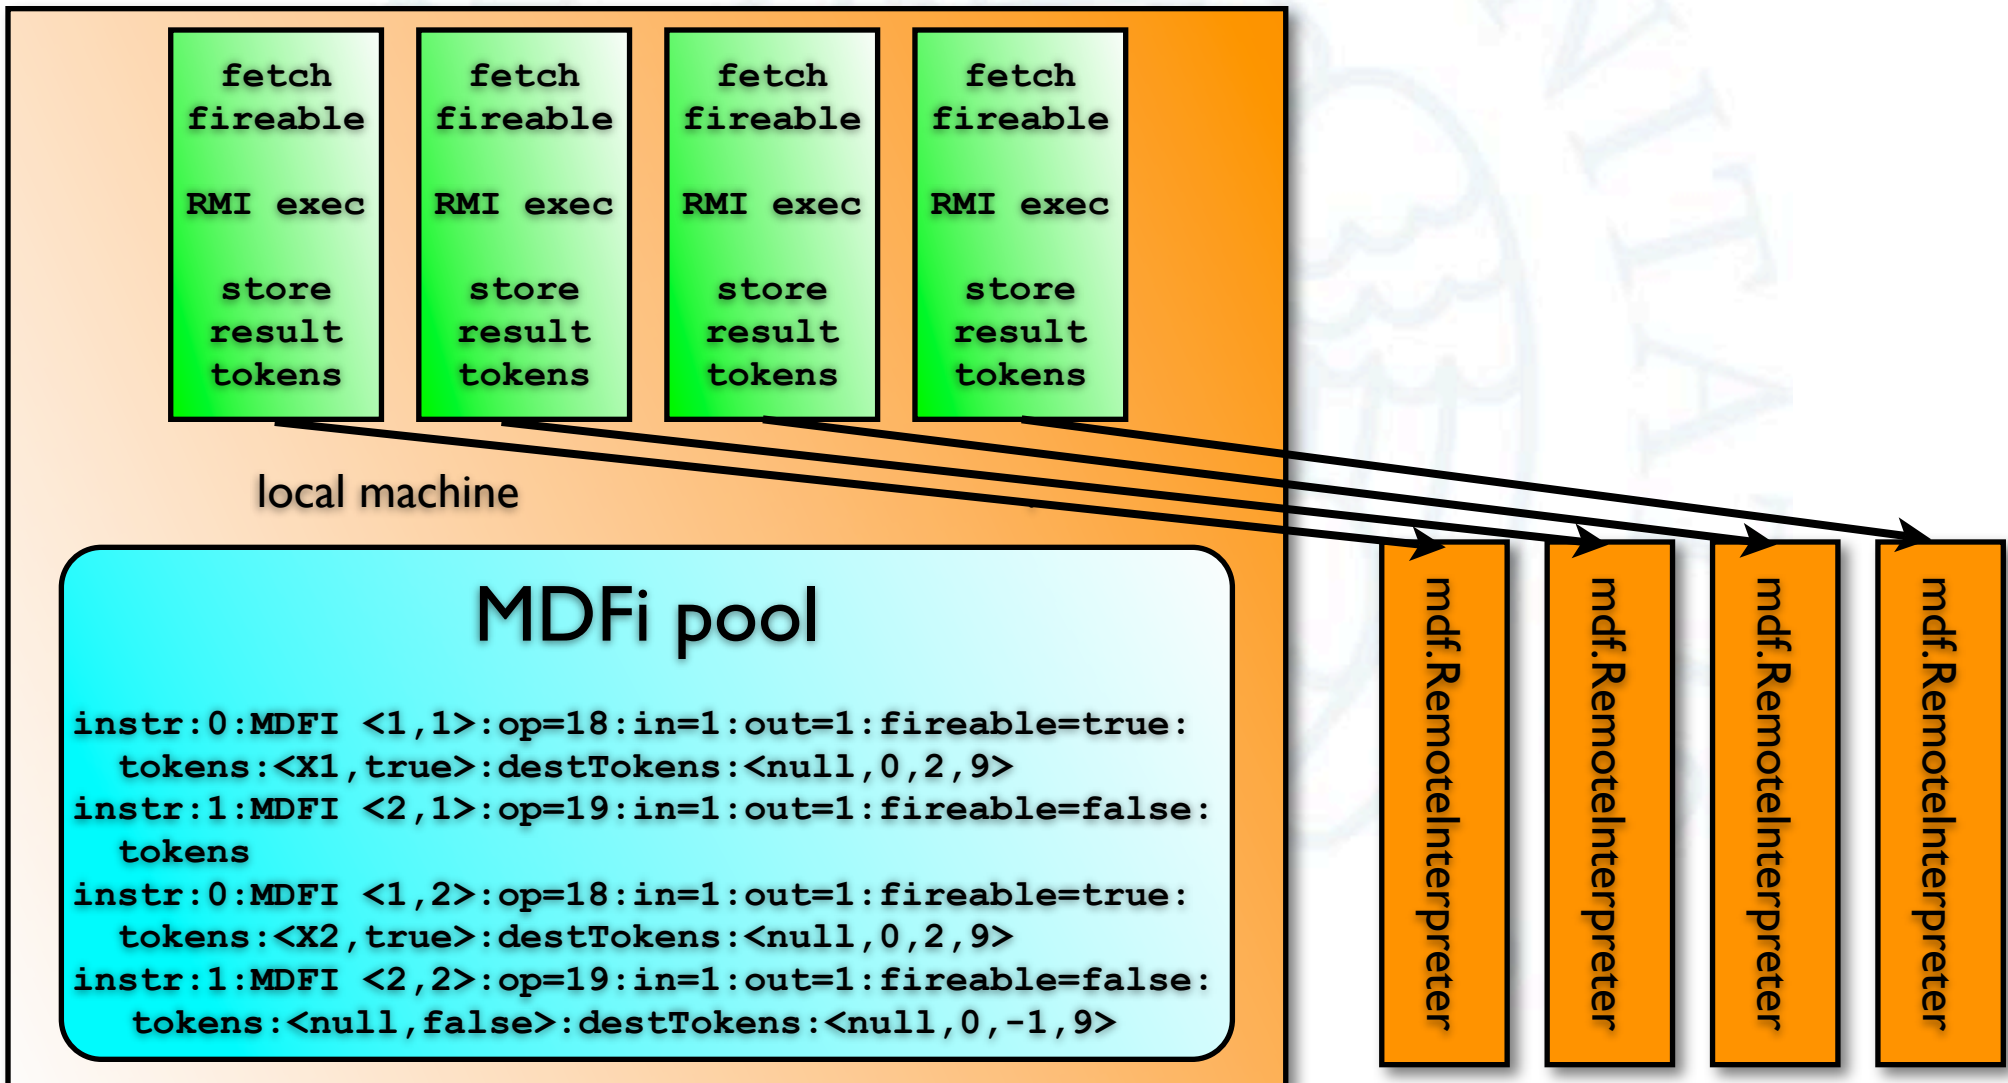 fetch
fireable
RMI exec
store
result
tokens
fetch
fireable
RMI exec
store
result
tokens
fetch
fireable
RMI exec
store
result
tokens
fetch
fireable
RMI exec
store
result
tokens
local machine
MDFi pool
instr:0:MDFI <1,1>:op=18:in=1:out=1:fireable=true:
tokens:<X1,true>:destTokens:<null,0,2,9>
instr:1:MDFI <2,1>:op=19:in=1:out=1:fireable=false:
tokens
instr:0:MDFI <1,2>:op=18:in=1:out=1:fireable=true:
tokens:<X2,true>:destTokens:<null,0,2,9>
instr:1:MDFI <2,2>:op=19:in=1:out=1:fireable=false:
tokens:<null,false>:destTokens:<null,0,-1,9>
mdf.RemoteInterpreter
mdf.RemoteInterpreter
mdf.RemoteInterpreter
mdf.RemoteInterpreter